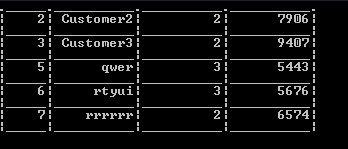 2 Customer2 2 7906
3 Customer3 2 9407
5 qwer 3 5443
6 rtyui 3 5676
7 rrrrrr 2 6574